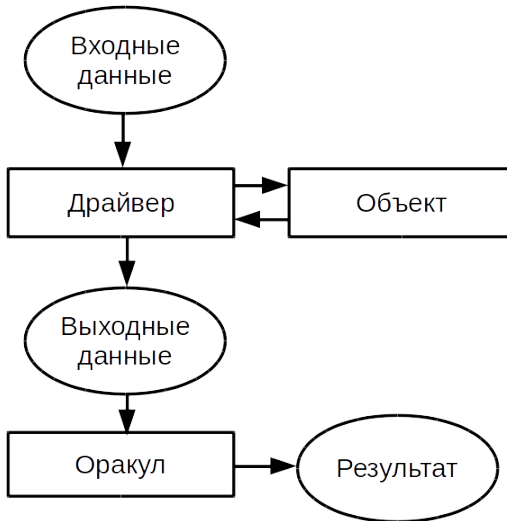 Входные
данные
Драйвер
Объект
Выходные
данные
Оракул
Результат